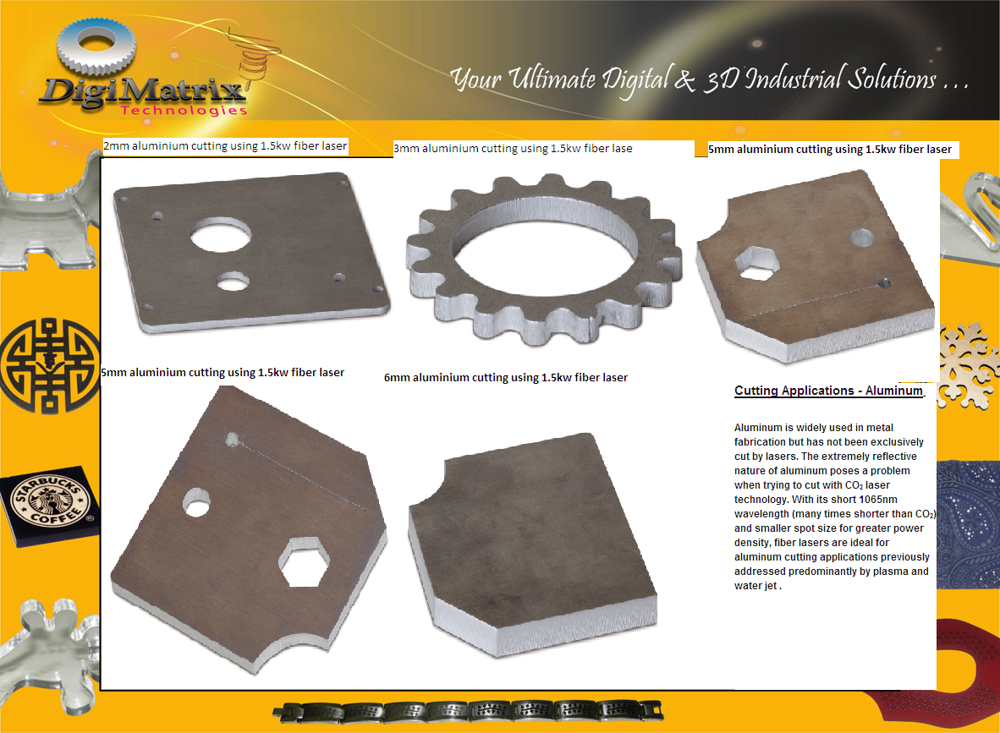 DigiMatrix
Technologies
Your Ultimate Digital & 3D Industrial Solutions ...
2mm aluminium cutting using 1.5kw fiber laser
3mm aluminium cutting using 1.5kw fiber lase
5mm aluminium cutting using 1.5kw fiber laser
5mm aluminium cutting using 1.5kw fiber laser
6mm aluminium cutting using 1.5kw fiber laser
Cutting Applications - Aluminum
Aluminum is widely used in metal
fabrication but has not been exclusively
cut by lasers. The extremely reflective
nature of aluminum poses a problem
when trying to cut with CO₂ laser
technology. With its short 1065nm
wavelength (many times shorter than CO₂)
and smaller spot size for greater power
density, fiber lasers are ideal for
aluminum cutting applications previously
addressed predominantly by plasma and
water jet .
STARBUCKS
COFFEE
®